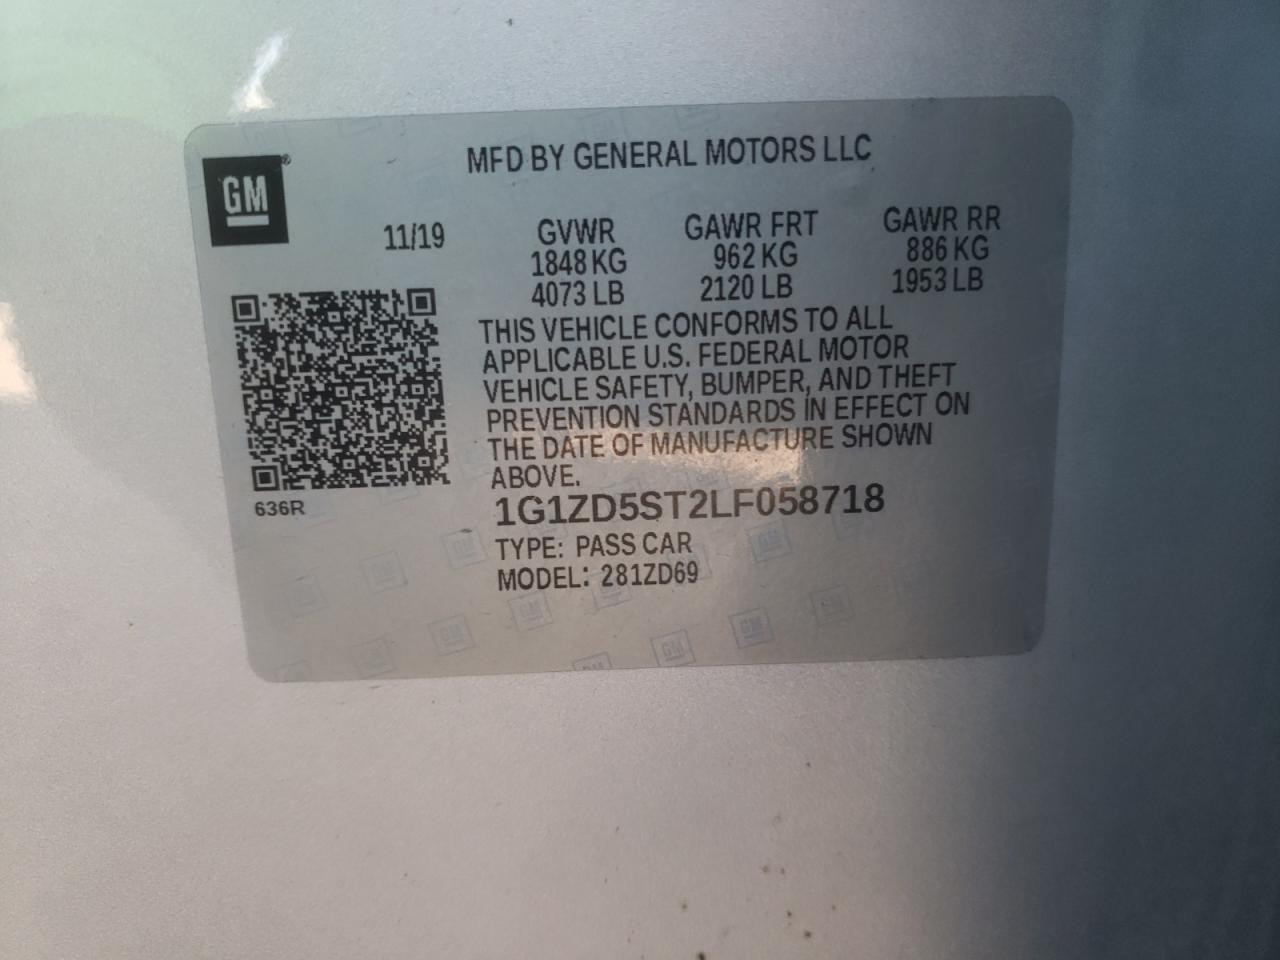 MFD BY GENERAL MOTORS LLC
GM®
11/19
GVWR GAWR FRT GAWR RR
1848 KG 962 KG 886 KG
4073 LB 2120 LB 1953 LB
THIS VEHICLE CONFORMS TO ALL
APPLICABLE U.S. FEDERAL MOTOR
VEHICLE SAFETY, BUMPER, AND THEFT
PREVENTION STANDARDS IN EFFECT ON
THE DATE OF MANUFACTURE SHOWN
ABOVE.
636R
1G1ZD5ST2LF058718
TYPE: PASS CAR
MODEL: 281ZD69